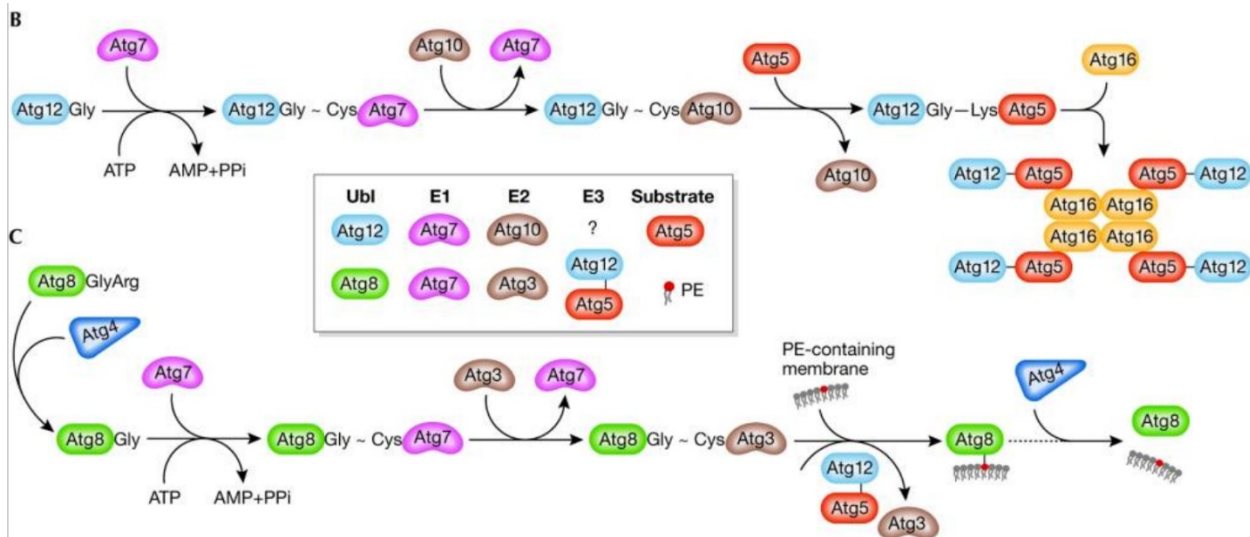 B
Atg7
Atg10
Atg7
Atg5
Atg16
Atg12 Gly
Atg12 Gly ~ Cys Atg7
Atg12 Gly ~ Cys Atg10
Atg12 Gly—Lys Atg5
ATP
AMP+PPi
Atg10
Atg12 Atg5 Atg5 Atg12
Atg16 Atg16
Atg16 Atg16
Atg12 Atg5 Atg5 Atg12
Ubl E1 E2 E3 Substrate
Atg12 Atg7 Atg10 ? Atg5
Atg8 Atg7 Atg3 Atg12
Atg5
PE
C
Atg8 GlyArg
Atg4
Atg7
Atg3
Atg7
PE-containing
membrane
Atg4
Atg8 Gly
Atg8 Gly ~ Cys Atg7
Atg8 Gly ~ Cys Atg3
Atg8
Atg8
ATP
AMP+PPi
Atg12
Atg5
Atg3